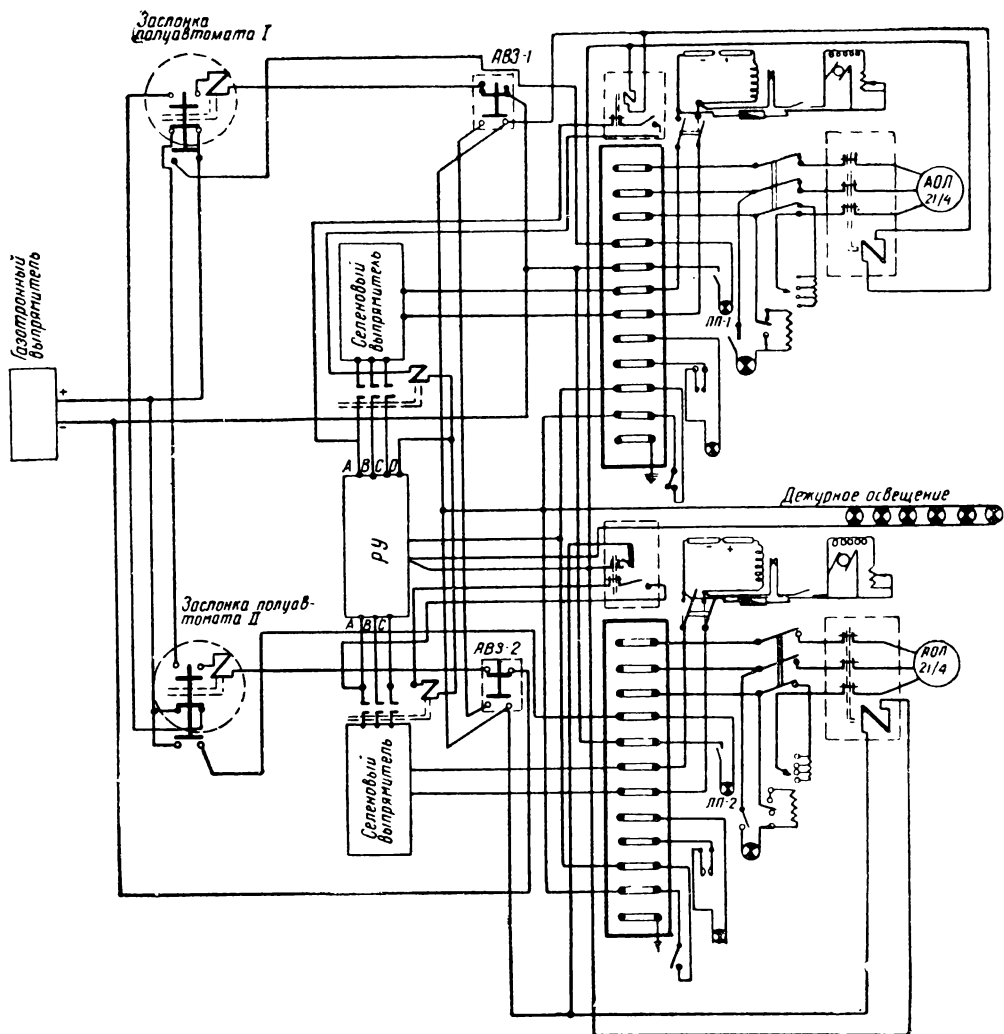 Заслонка
полуавтомата I
АВЗ-1
Газотронный
выпрямитель
+
-
Селеновый
выпрямитель
А В С О
РУ
А В С
Заслонка полуав-
томата II
АВЗ-2
Селеновый
выпрямитель
- +
АОЛ
21/4
ЛП-1
Дежурное освещение
- +
АОЛ
21/4
ЛП-2